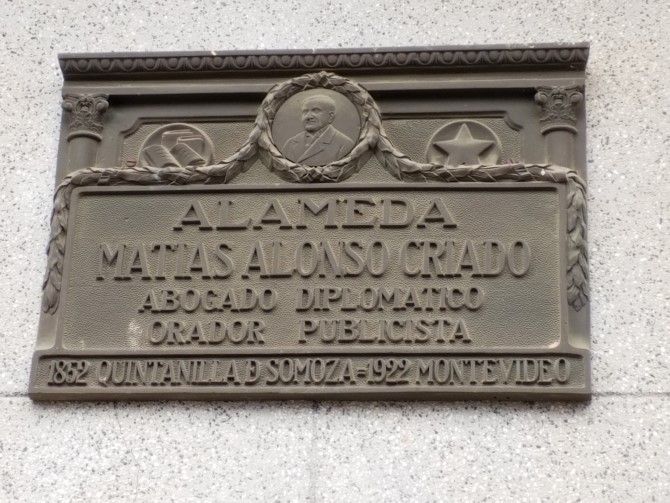 ALAMEDA
MATIAS ALONSO CRIADO
ABOGADO DIPLOMATICO
ORADOR PUBLICISTA
1852 QUINTANILLA Đ SOMOZA=1922 MONTEVIDEO